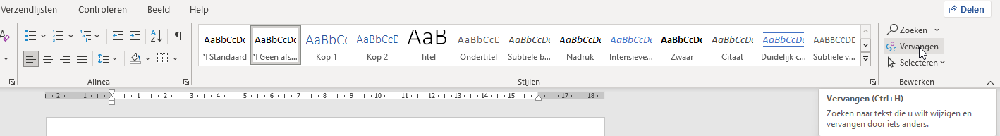 Verzendlijsten Controleren Beeld Help Delen
AaBbCcDc AaBbCcDc AaBbCc AaBbCcD AaB AaBbCcD AaBbCcDc AaBbCcDc AaBbCcDc AaBbCcDc AaBbCcDc AaBbCcDc AaBbCcDc
¶ Standaard ¶ Geen afs... Kop 1 Kop 2 Titel Ondertitel Subtiele b... Nadruk Intensieve... Zwaar Citaat Duidelijk c... Subtiele v...
Zoeken
Vervangen
Selecteren
Alinea Stijlen Bewerken
2 1 1 2 3 4 5 6 7 8 9 10 11 12 13 14 15 17 18
Vervangen (Ctrl+H)
Zoeken naar tekst die u wilt wijzigen en
vervangen door iets anders.